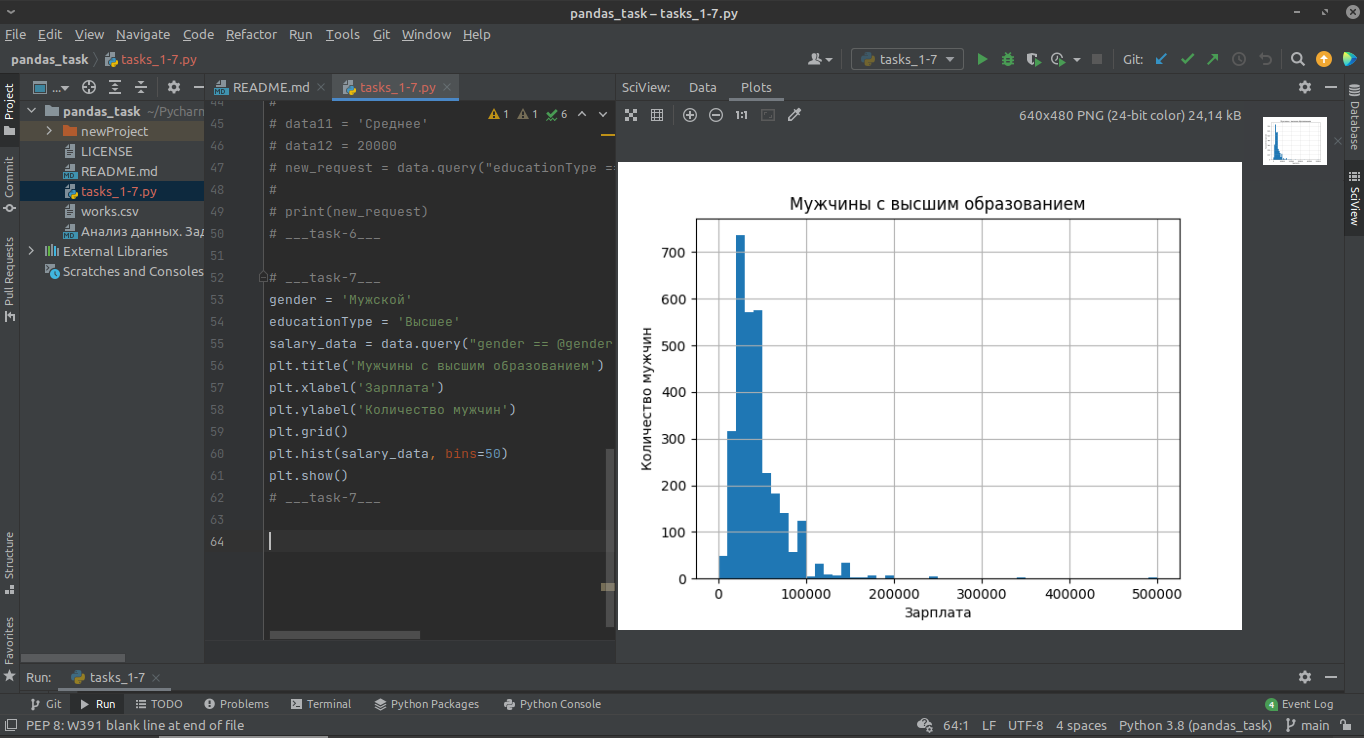 pandas_task – tasks_1-7.py
File Edit View Navigate Code Refactor Run Tools Git Window Help
pandas_task tasks_1-7.py
tasks_1-7
Git:
Project
Commit
Pull Requests
Structure
Favorites
...
pandas_task ~/Pycharm
newProject
LICENSE
README.md
tasks_1-7.py
works.csv
Анализ данных. Зад
External Libraries
Scratches and Consoles
README.md
tasks_1-7.py
1 1 6
44 #
45 # data11 = 'Среднее'
46 # data12 = 20000
47 # new_request = data.query("educationType ==
48 #
49 # print(new_request)
50 # ___task-6___
51
52 # ___task-7___
53 gender = 'Мужской'
54 educationType = 'Высшее'
55 salary_data = data.query("gender == @gender
56 plt.title('Мужчины с высшим образованием')
57 plt.xlabel('Зарплата')
58 plt.ylabel('Количество мужчин')
59 plt.grid()
60 plt.hist(salary_data, bins=50)
61 plt.show()
62 # ___task-7___
63
64
SciView: Data Plots
1:1
640x480 PNG (24-bit color) 24,14 kB
Мужчины с высшим образованием
Количество мужчин
700
600
500
400
300
200
100
0
0 100000 200000 300000 400000 500000
Зарплата
Database
SciView
Run: tasks_1-7
Git Run TODO Problems Terminal Python Packages Python Console
4 Event Log
PEP 8: W391 blank line at end of file
64:1 LF UTF-8 4 spaces Python 3.8 (pandas_task) main